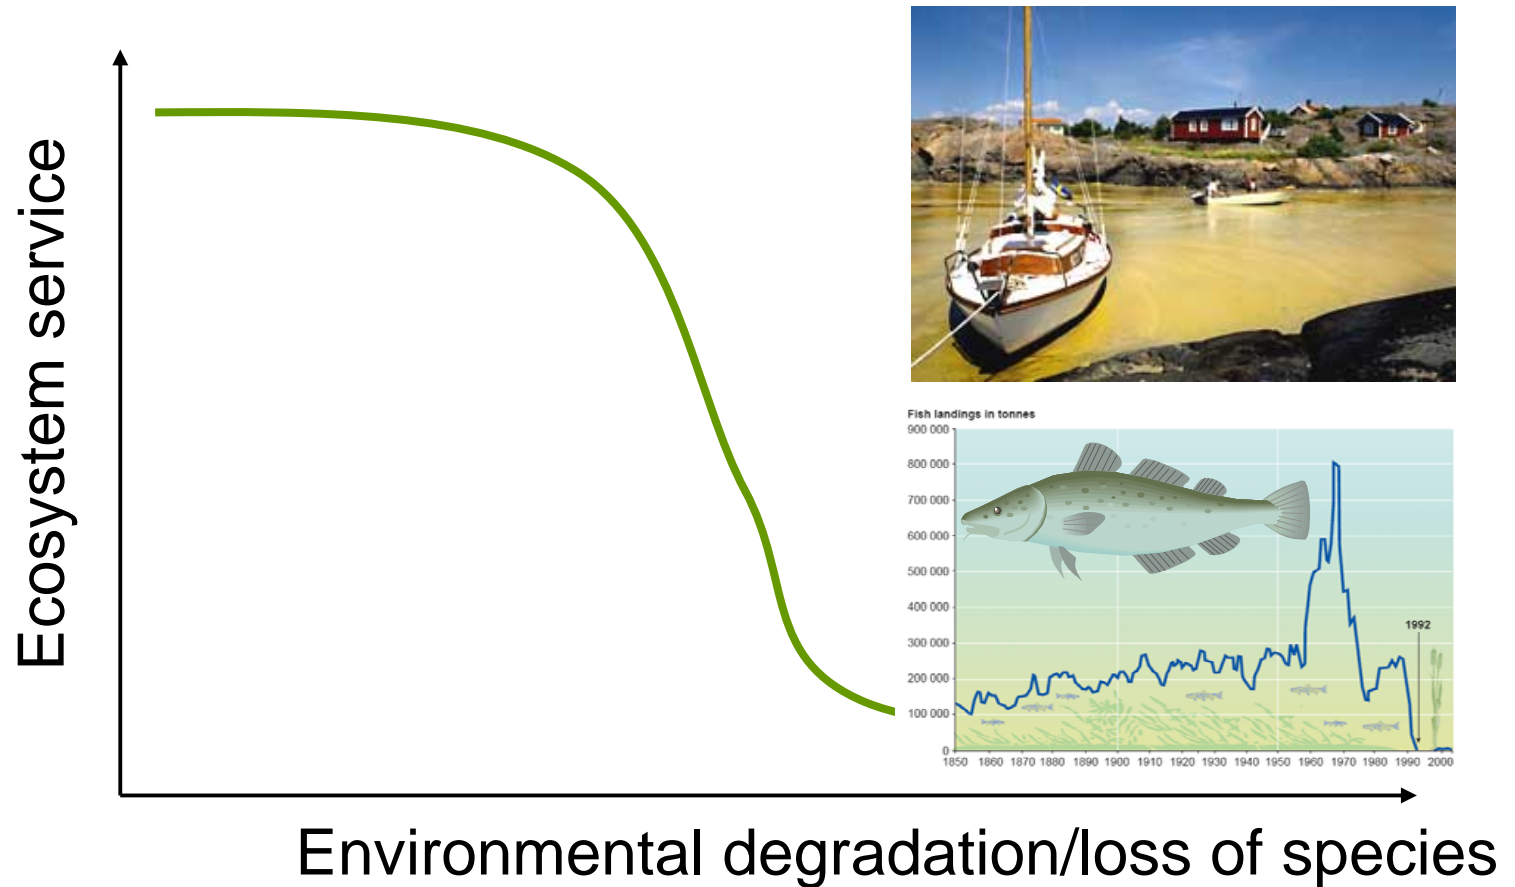 Ecosystem service
Fish landings in tonnes
900 000
800 000
700 000
600 000
500 000
400 000
300 000
200 000
100 000
0
1992
1850 1860 1870 1880 1890 1900 1910 1920 1930 1940 1950 1960 1970 1980 1990 2000
Environmental degradation/loss of species